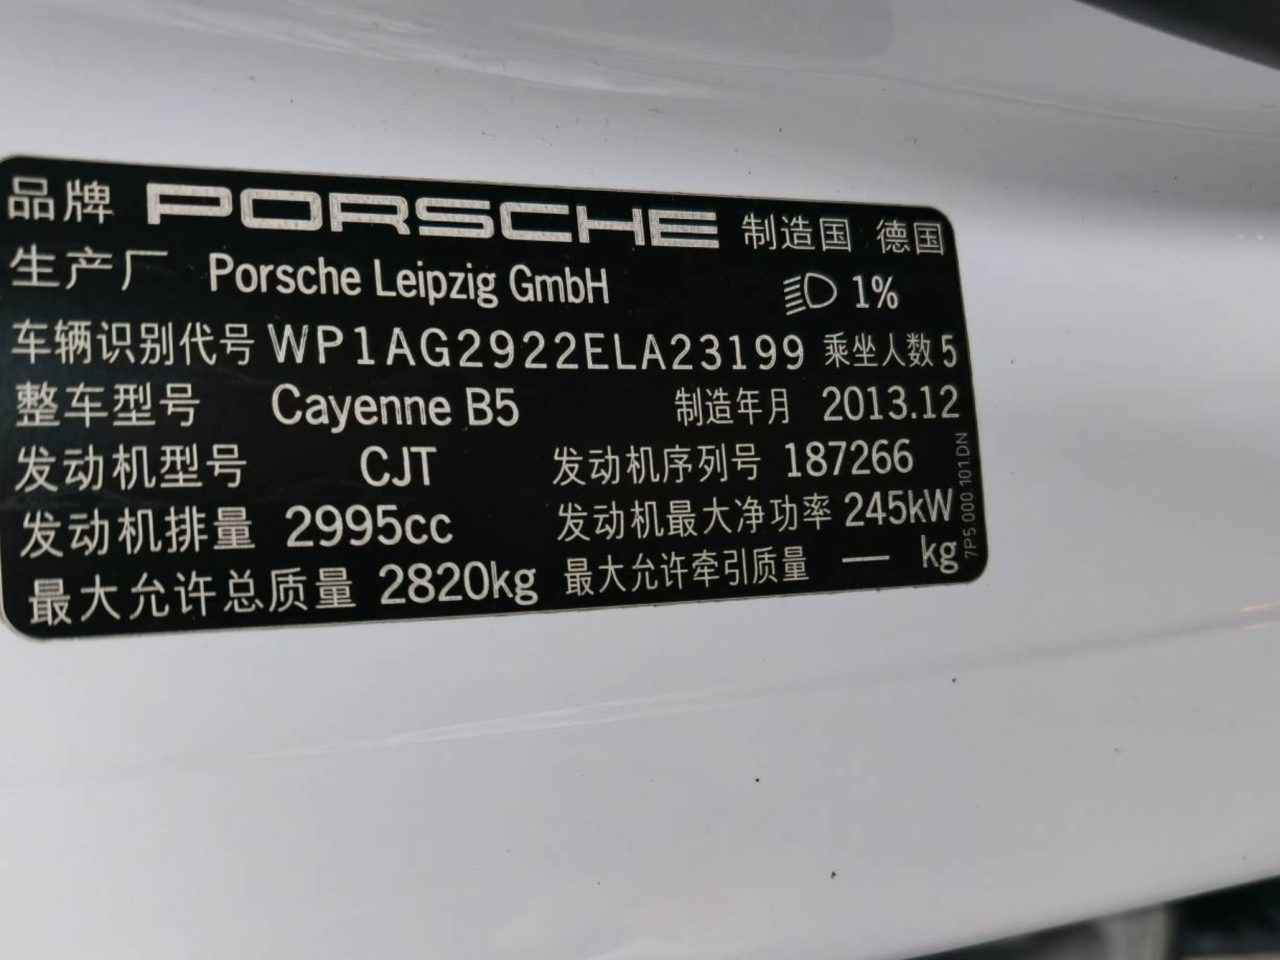 品牌 PORSCHE 制造国 德国
生产厂 Porsche Leipzig GmbH 1%
车辆识别代号 WP1AG2922ELA23199 乘坐人数 5
整车型号 Cayenne B5 制造年月 2013.12
发动机型号 CJT 发动机序列号 187266
发动机排量 2995cc 发动机最大净功率 245kW
最大允许总质量 2820kg 最大允许牵引质量 — kg
7P5.000.101.DN